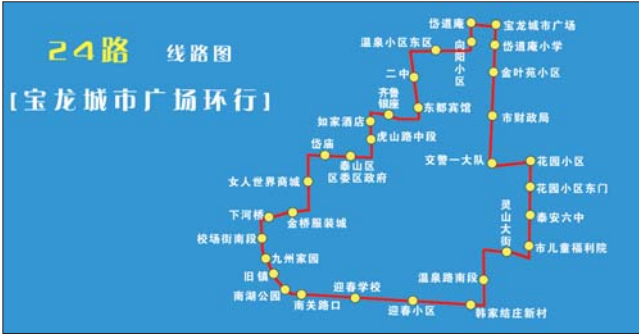 24路 线路图
[宝龙城市广场环行]
岱道庵
宝龙城市广场
岱道庵小学
金叶苑小区
市财政局
交警一大队
花园小区
花园小区东门
泰安六中
市儿童福利院
灵山大街
温泉路南段
韩家结庄新村
迎春小区
迎春学校
南关路口
南湖公园
旧镇
九州家园
校场街南段
下河桥
金桥服装城
女人世界商城
岱庙
泰山区
区委区政府
虎山路中段
如家酒店
齐鲁
银座
东都宾馆
二中
温泉小区东区
向阳小区